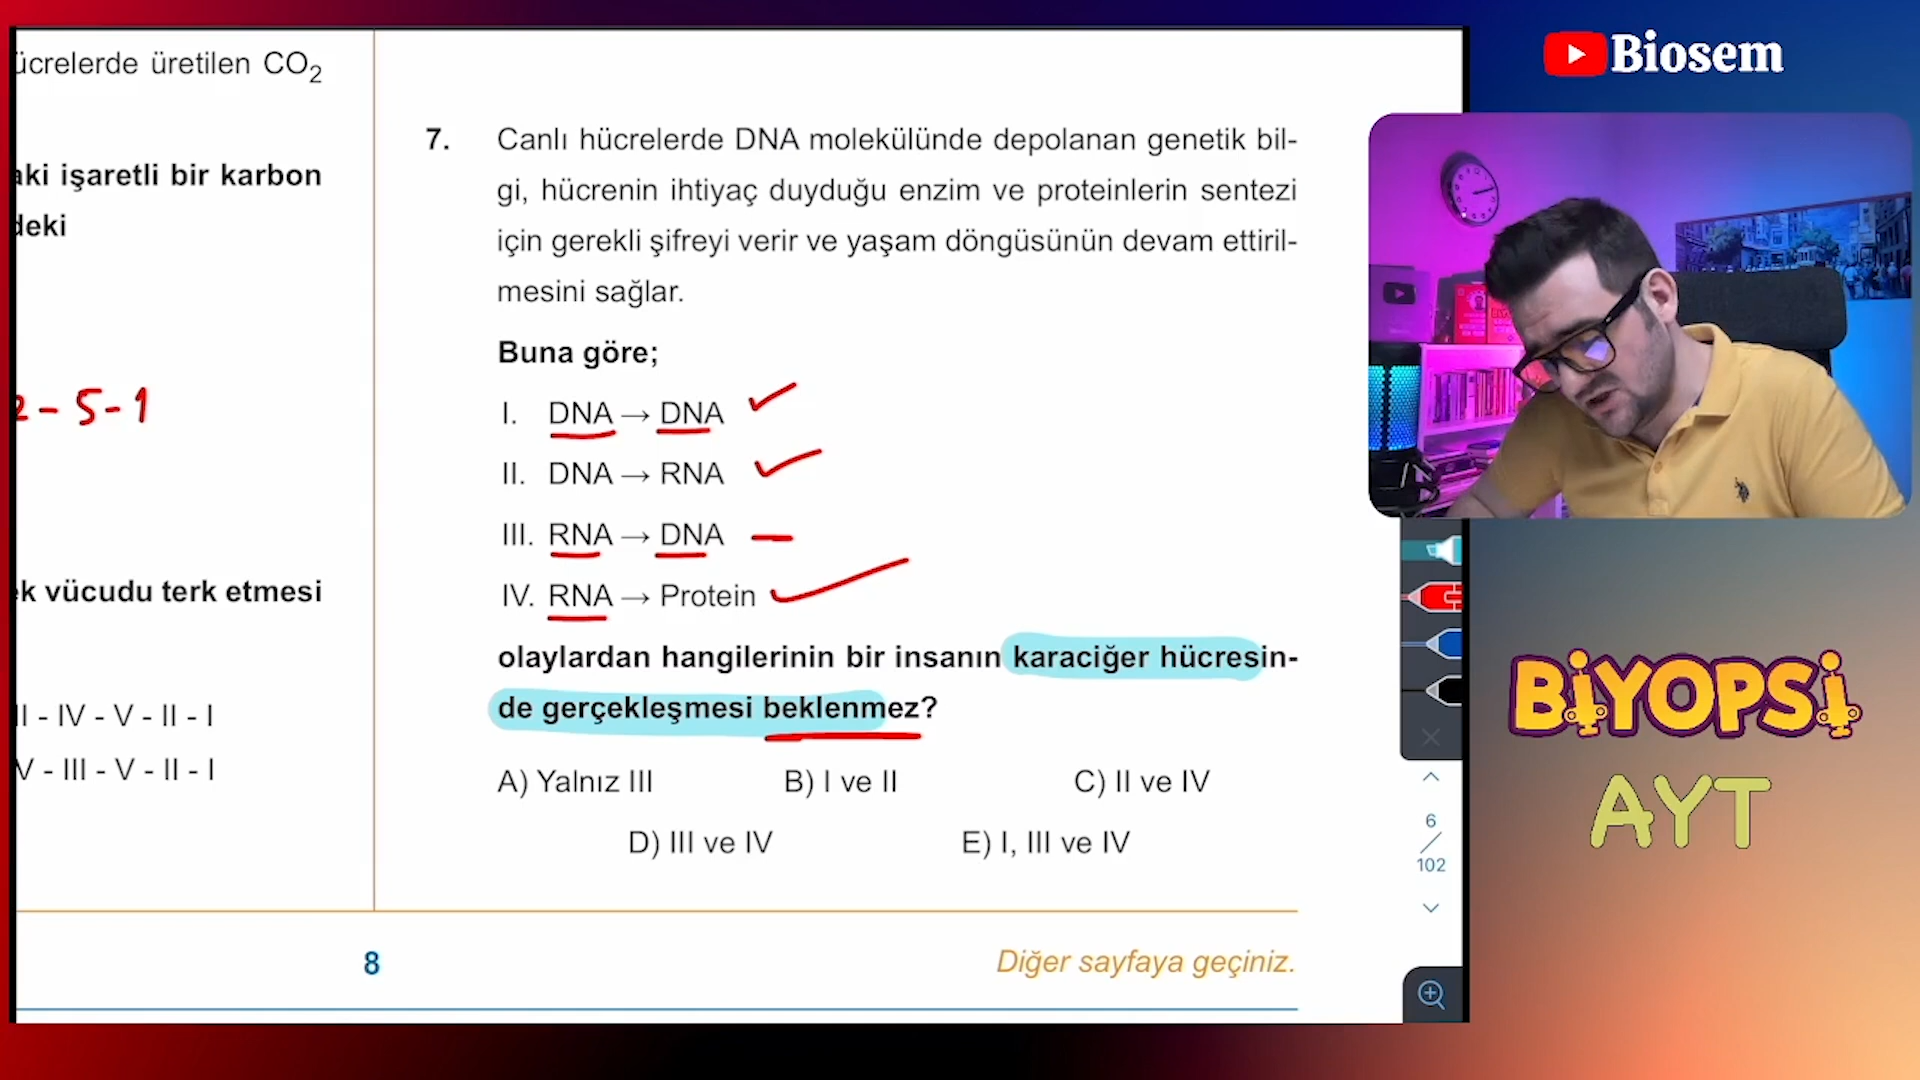 Biosem
ücrelerde üretilen CO2
aki işaretli bir karbon
deki
2 - 5 - 1
ek vücudu terk etmesi
II - IV - V - II - I
V - III - V - II - I
7. Canlı hücrelerde DNA molekülünde depolanan genetik bil-
gi, hücrenin ihtiyaç duyduğu enzim ve proteinlerin sentezi
için gerekli şifreyi verir ve yaşam döngüsünün devam ettiril-
mesini sağlar.
Buna göre;
I. DNA → DNA
II. DNA → RNA
III. RNA → DNA
IV. RNA → Protein
olaylardan hangilerinin bir insanın karaciğer hücresin-
de gerçekleşmesi beklenmez?
A) Yalnız III B) I ve II C) II ve IV
D) III ve IV E) I, III ve IV
8
Diğer sayfaya geçiniz.
6
102
BİYOPSİ
AYT